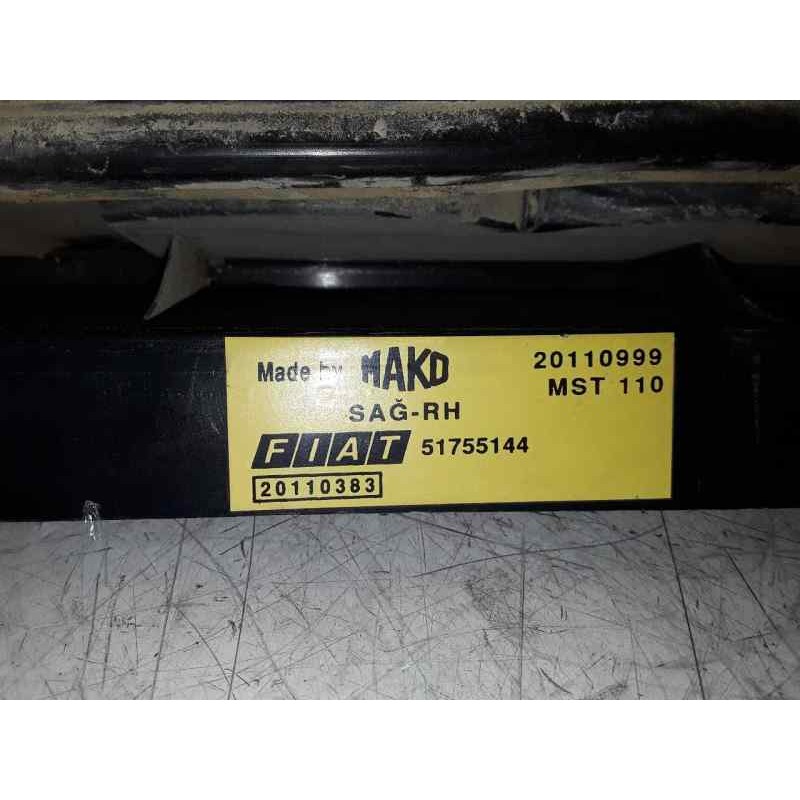 Made by MAKO 20110999
MST 110
SAĞ-RH
FIAT 51755144
20110383